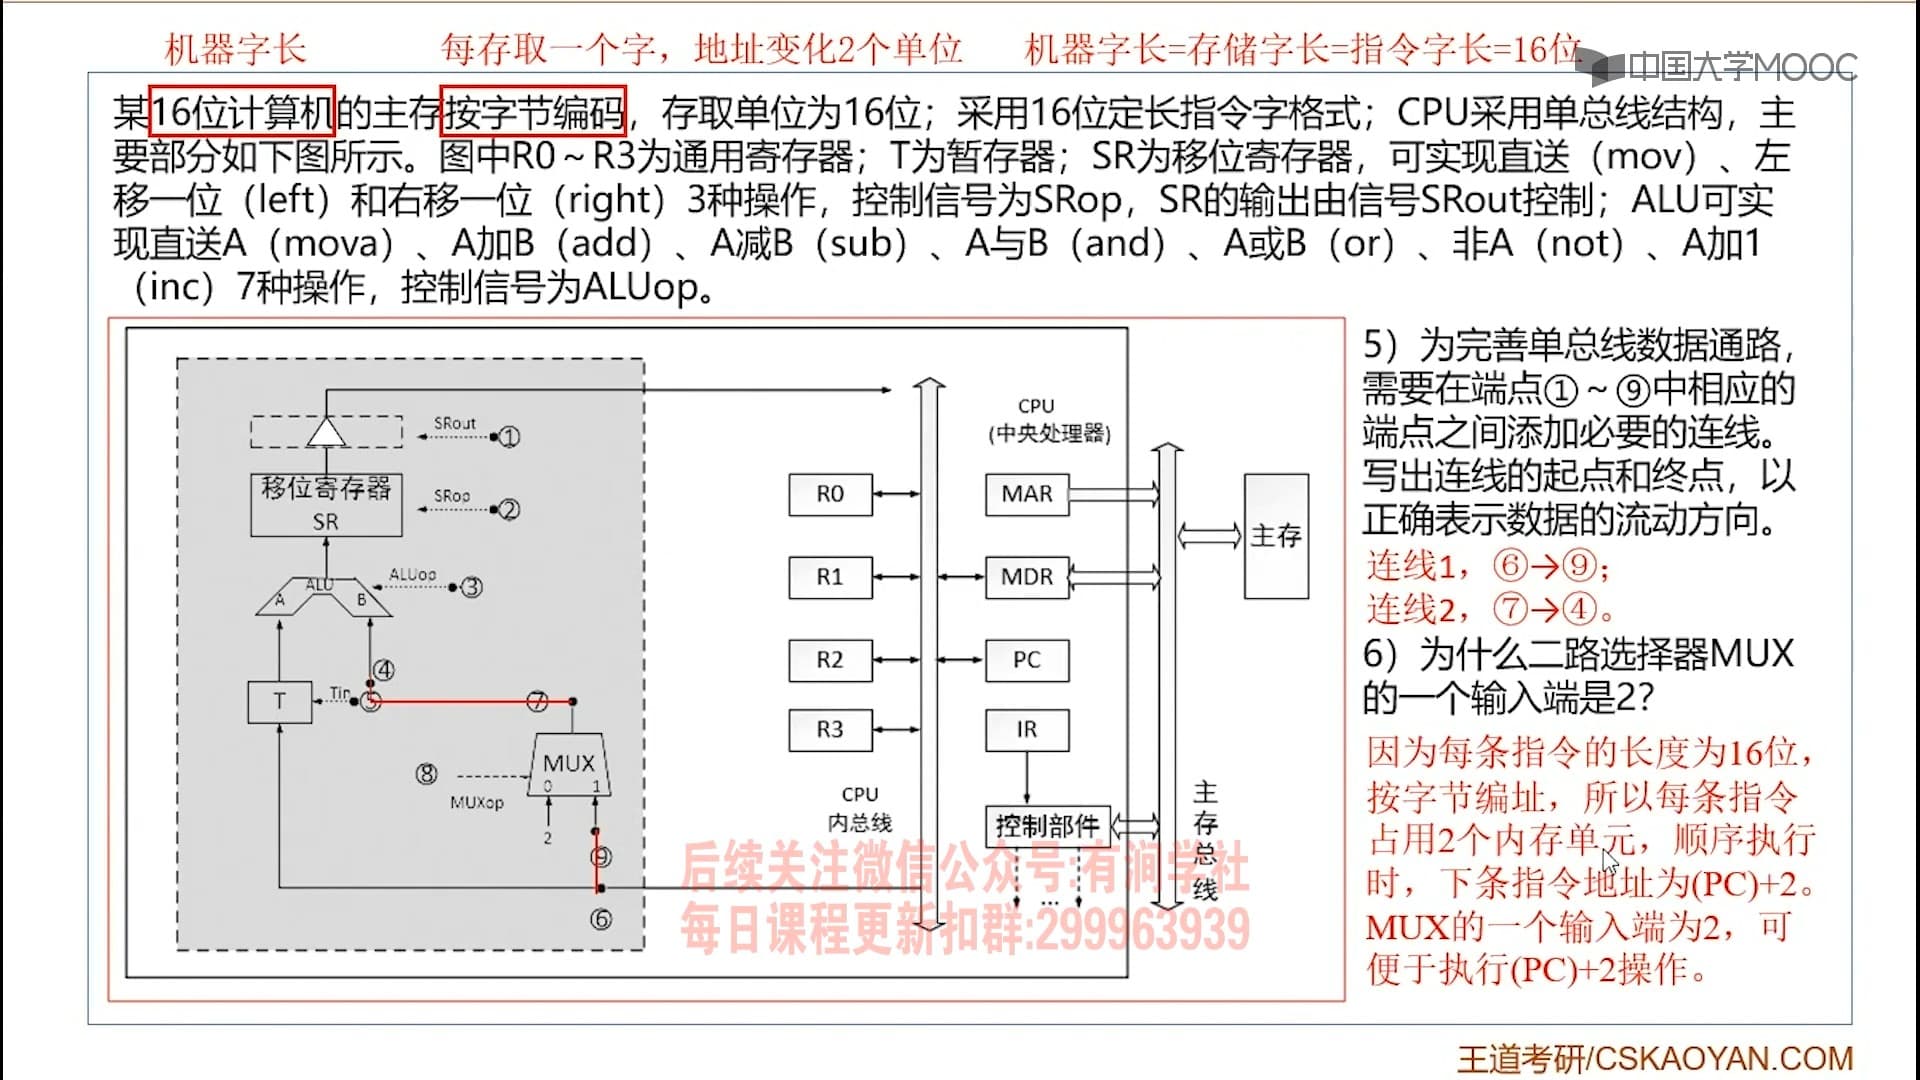 机器字长
每存取一个字，地址变化2个单位
机器字长=存储字长=指令字长=16位
中国大学MOOC
某16位计算机的主存按字节编码，存取单位为16位；采用16位定长指令字格式；CPU采用单总线结构，主
要部分如下图所示。图中R0～R3为通用寄存器；T为暂存器；SR为移位寄存器，可实现直送（mov）、左
移一位（left）和右移一位（right）3种操作，控制信号为SRop，SR的输出由信号SRout控制；ALU可实
现直送A（mova）、A加B（add）、A减B（sub）、A与B（and）、A或B（or）、非A（not）、A加1
（inc）7种操作，控制信号为ALUop。
SRout
①
移位寄存器
SR
SRop
②
ALU
A
B
ALUop
③
④
T
Tin
⑤
⑦
MUX
0
1
⑧
MUXop
2
⑨
⑥
R0
R1
R2
R3
CPU
内总线
CPU
(中央处理器)
MAR
MDR
PC
IR
控制部件
...
主存
主
存
总
线
后续关注微信公众号:有涧学社
每日课程更新扣群:299963939
5）为完善单总线数据通路，
需要在端点①～⑨中相应的
端点之间添加必要的连线。
写出连线的起点和终点，以
正确表示数据的流动方向。
连线1，⑥→⑨；
连线2，⑦→④。
6）为什么二路选择器MUX
的一个输入端是2？
因为每条指令的长度为16位，
按字节编址，所以每条指令
占用2个内存单元，顺序执行
时，下条指令地址为(PC)+2。
MUX的一个输入端为2，可
便于执行(PC)+2操作。
王道考研/CSKAOYAN.COM